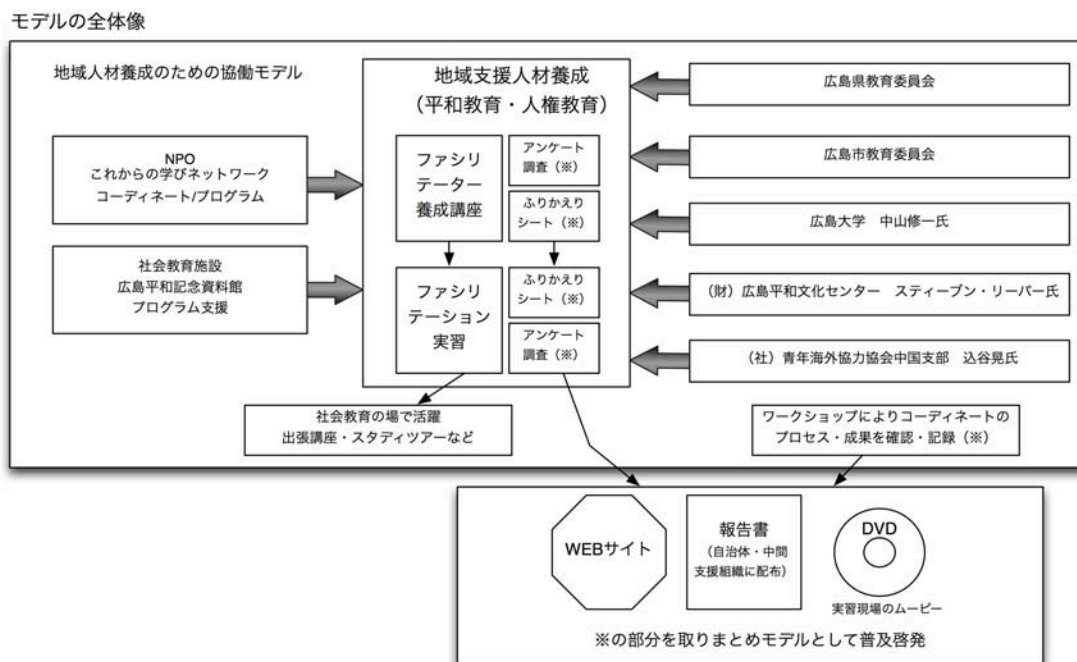 モデルの全体像
地域人材養成のための協働モデル
NPO
これからの学びネットワーク
コーディネート/プログラム
社会教育施設
広島平和記念資料館
プログラム支援
地域支援人材養成
（平和教育・人権教育）
ファシリ
テーター
養成講座
アンケート
調査（※）
ふりかえり
シート（※）
ファシリ
テーション
実習
ふりかえり
シート（※）
アンケート
調査（※）
広島県教育委員会
広島市教育委員会
広島大学　中山修一氏
（財）広島平和文化センター　スティーブン・リーパー氏
（社）青年海外協力協会中国支部　込谷晃氏
社会教育の場で活躍
出張講座・スタディツアーなど
ワークショップによりコーディネートの
プロセス・成果を確認・記録（※）
WEBサイト
報告書
（自治体・中間
支援組織に配布）
DVD
実習現場のムービー
※の部分を取りまとめモデルとして普及啓発